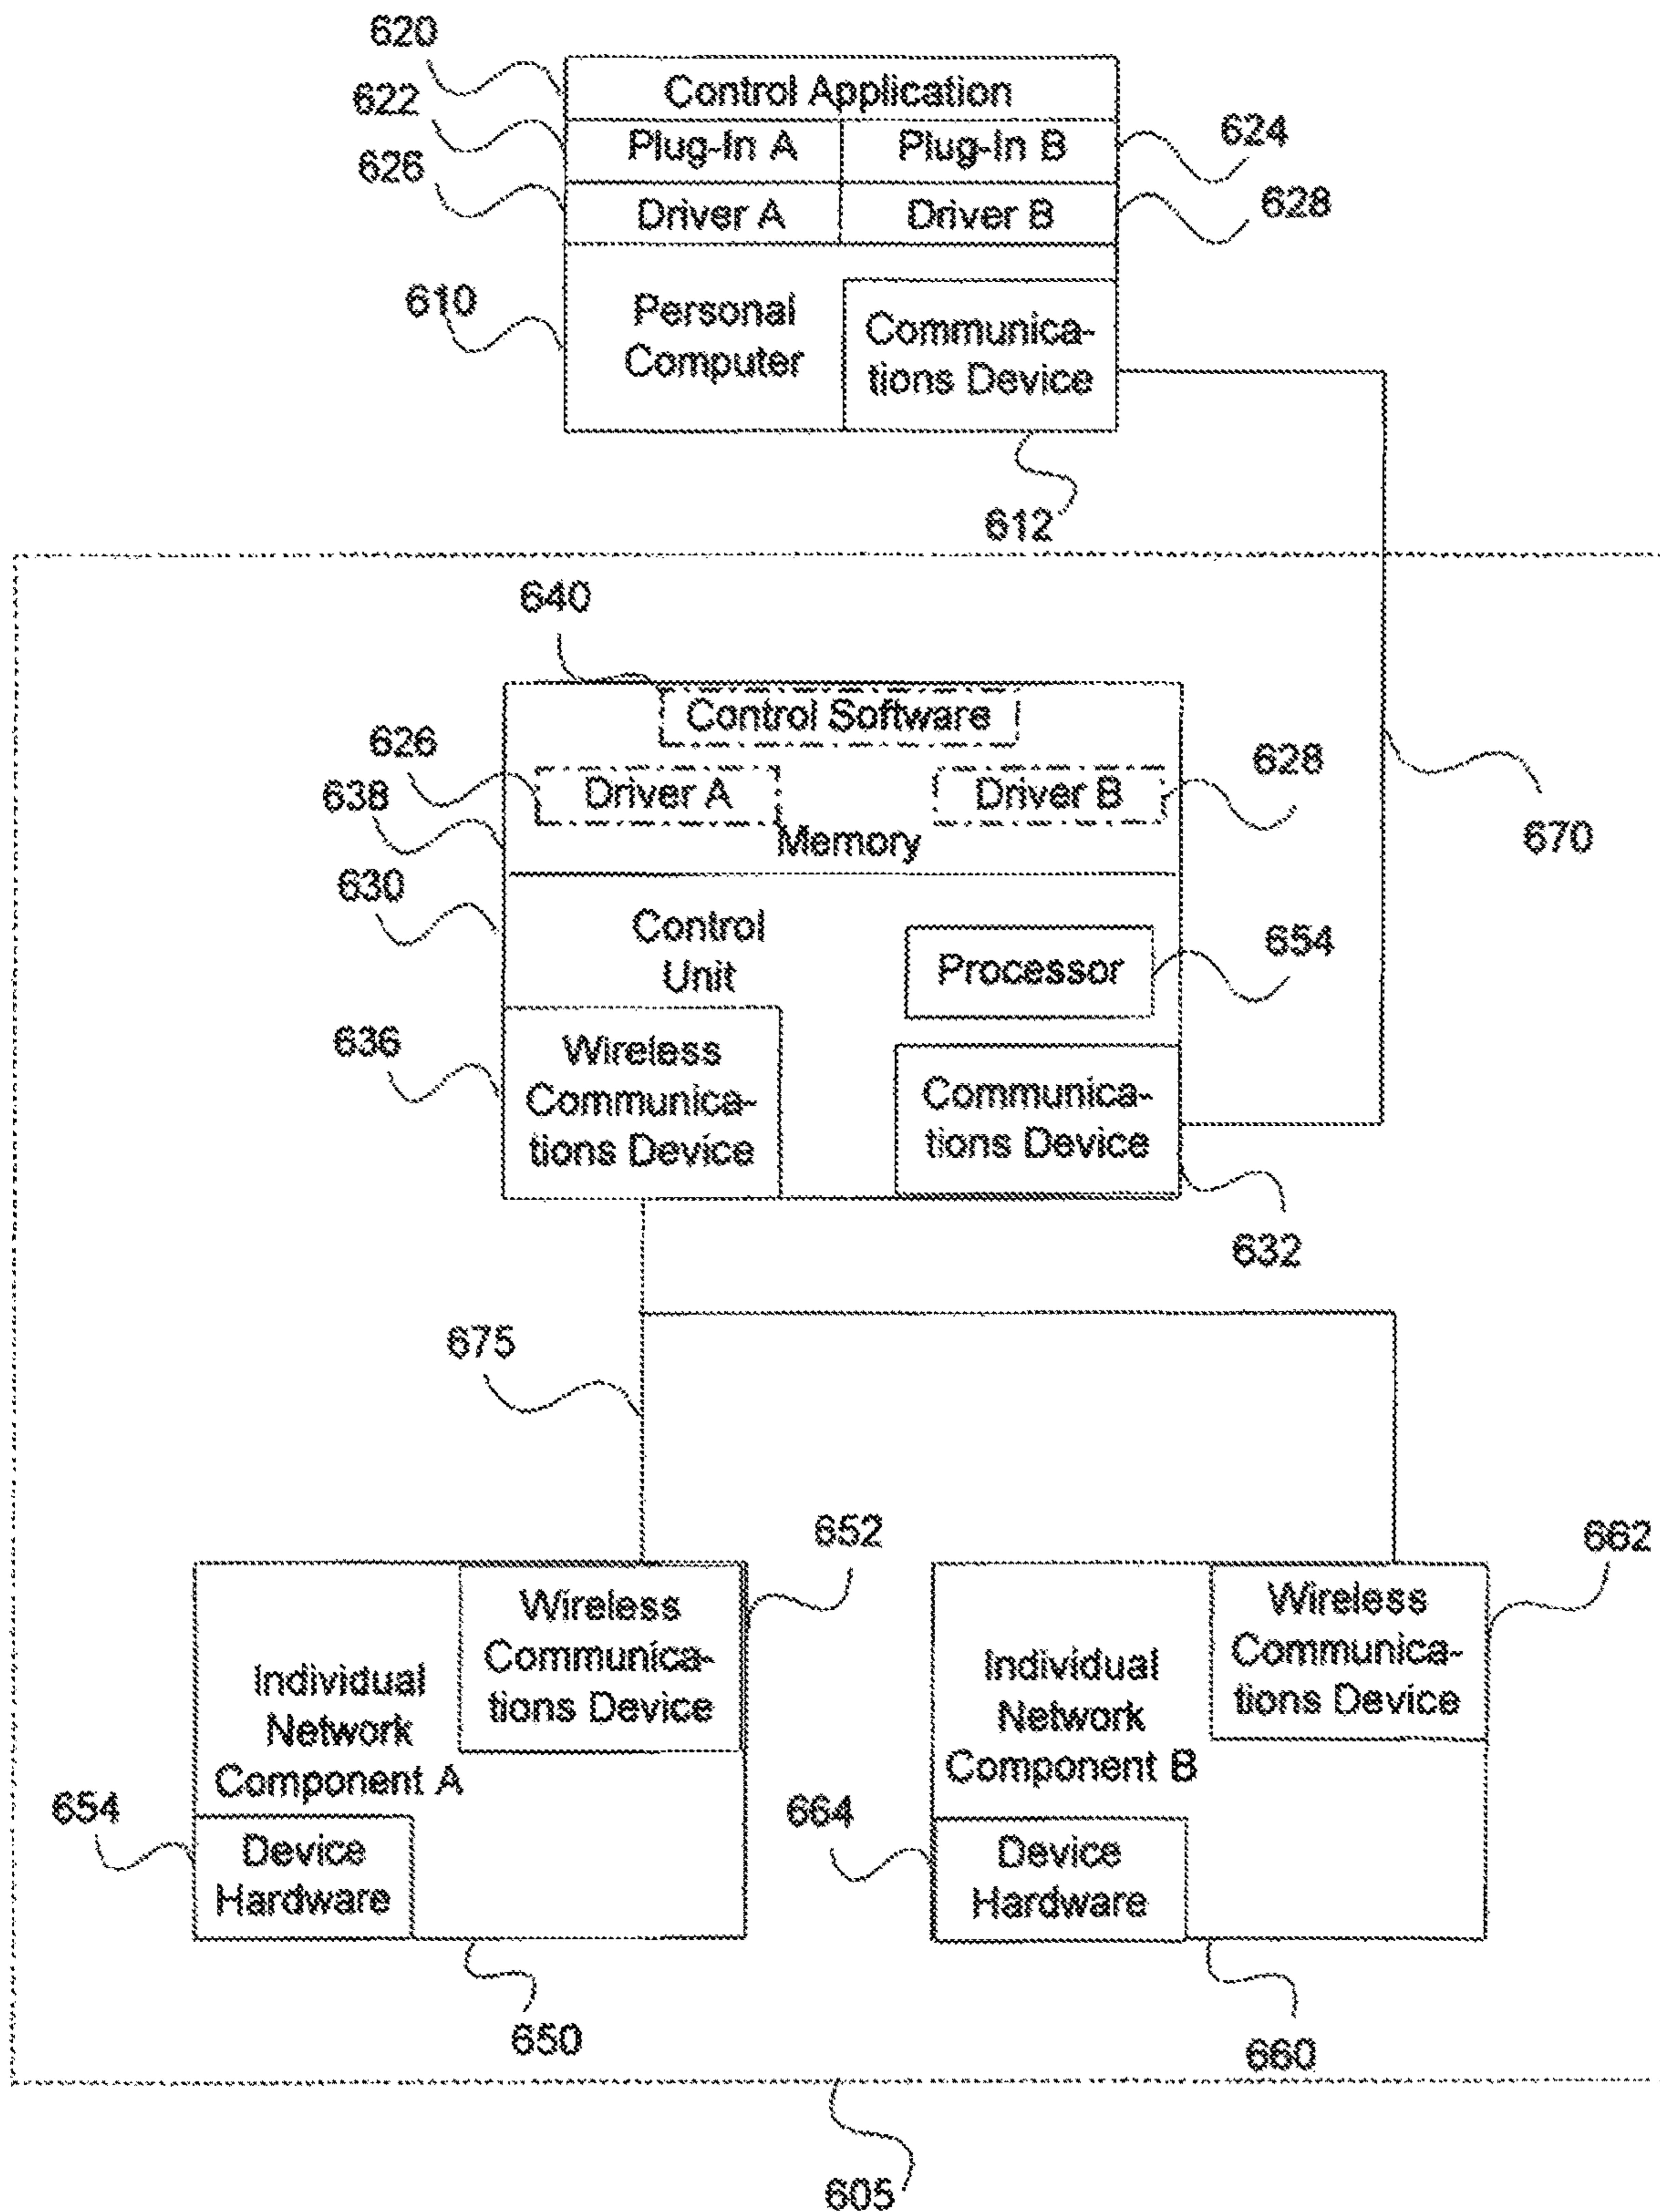 620
Control Application
622
Plug-In A
Plug-In B
624
626
Driver A
Driver B
628
610
Personal
Computer
Communica-
tions Device
612
640
Control Software
626
Driver A
Driver B
628
638
Memory
670
630
Control
Unit
Processor
654
636
Wireless
Communica-
tions Device
Communica-
tions Device
632
675
652
662
Wireless
Communica-
tions Device
Individual
Network
Component A
Wireless
Communica-
tions Device
Individual
Network
Component B
654
Device
Hardware
664
Device
Hardware
650
660
605